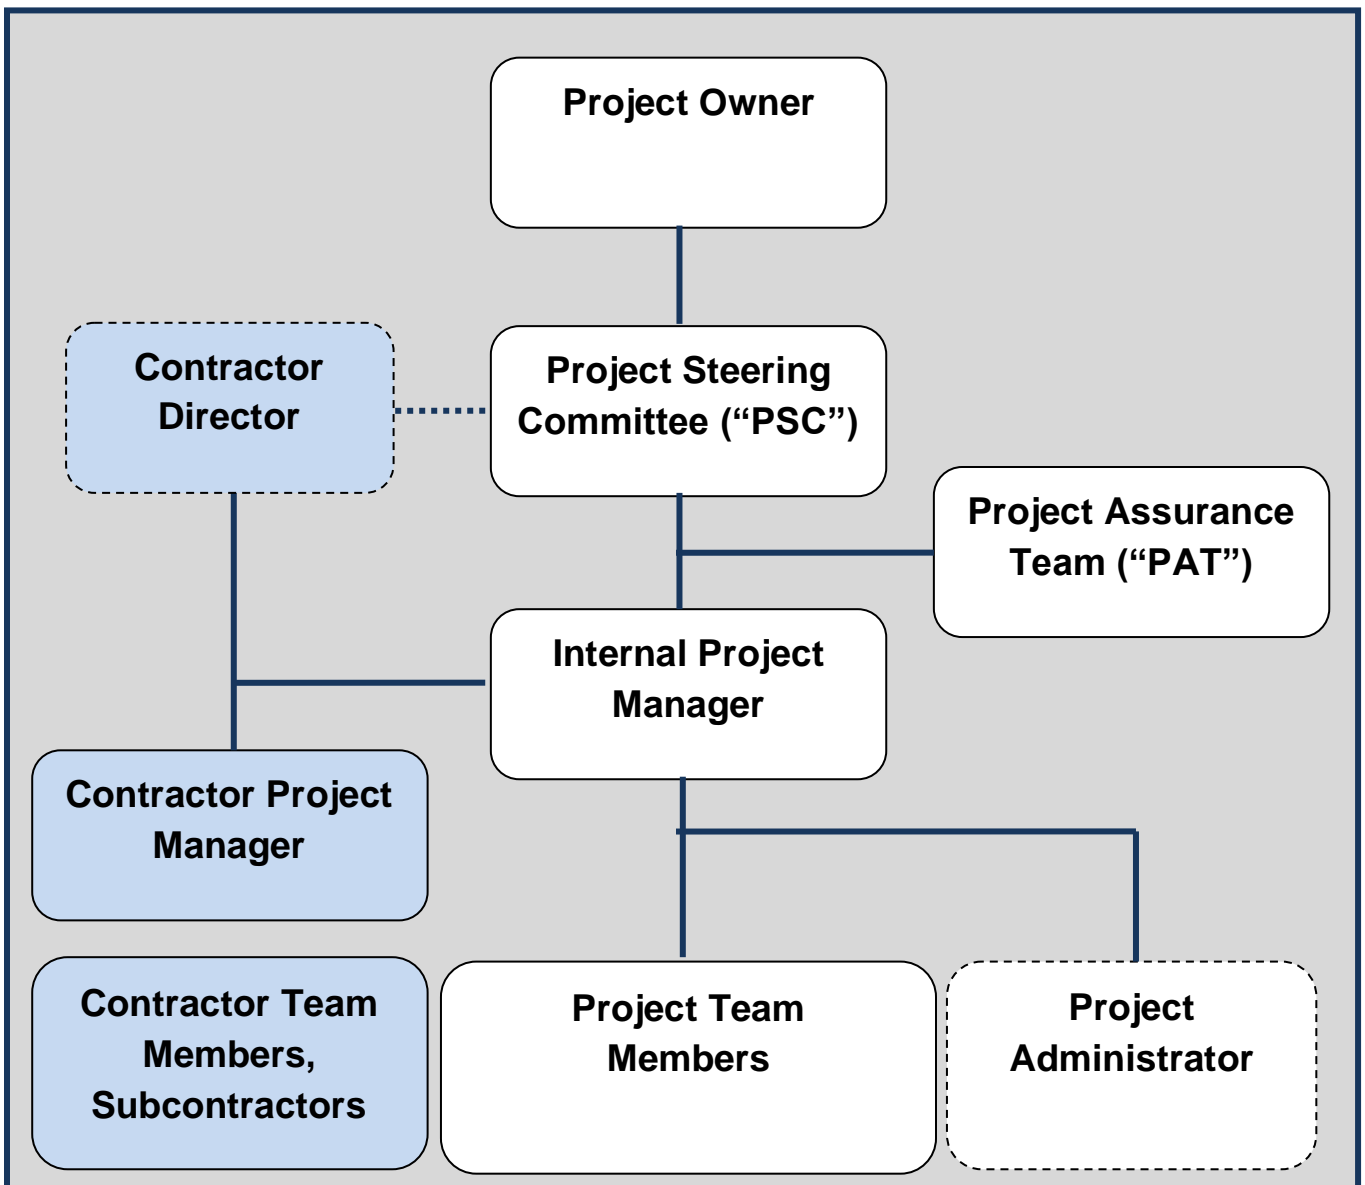 Project Owner
Contractor
Director
Project Steering
Committee (“PSC”)
Project Assurance
Team (“PAT”)
Internal Project
Manager
Contractor Project
Manager
Contractor Team
Members,
Subcontractors
Project Team
Members
Project
Administrator